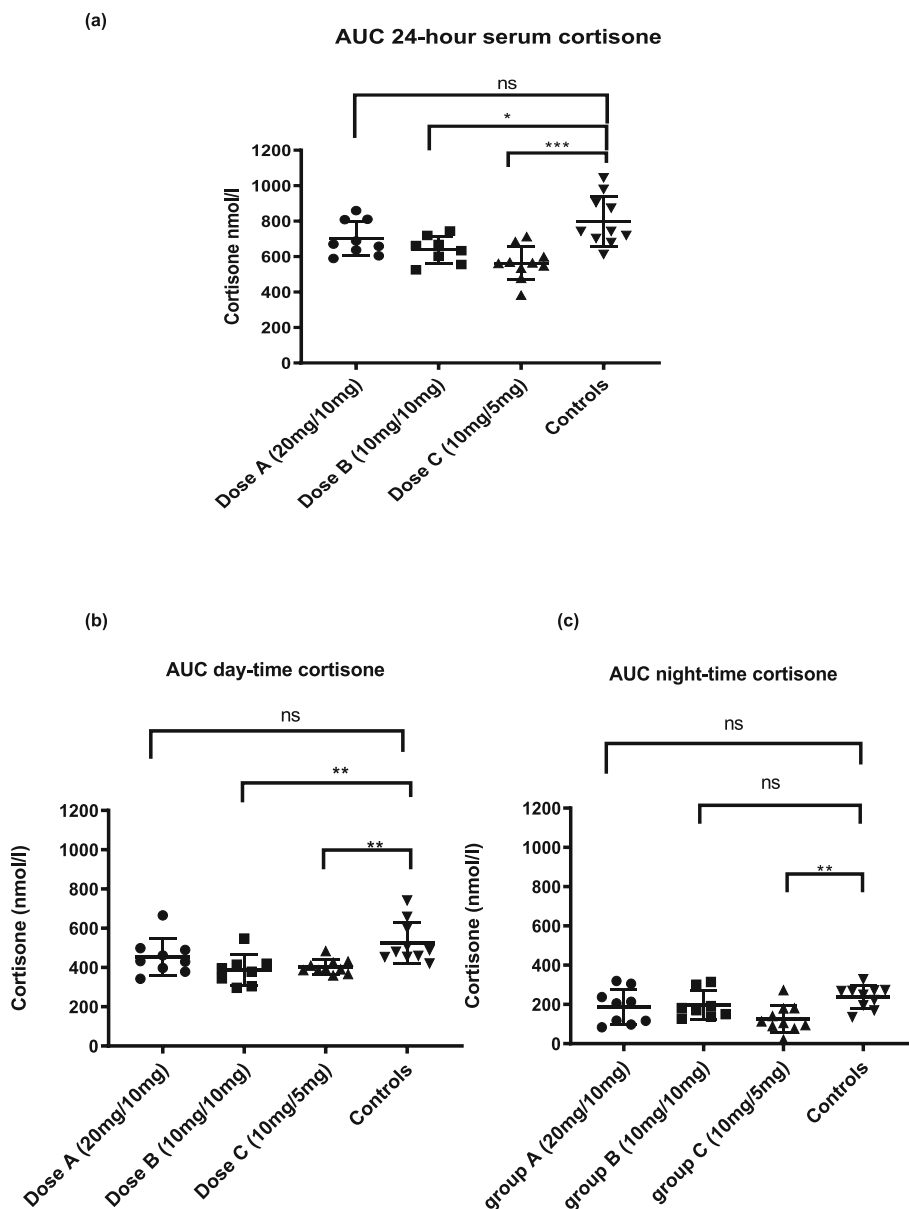 (a)
AUC 24-hour serum cortisone
ns
*
***
Cortisone nmol/l
1200
1000
800
600
400
200
0
Dose A (20mg/10mg)
Dose B (10mg/10mg)
Dose C (10mg/5mg)
Controls
(b)
AUC day-time cortisone
ns
**
**
Cortisone (nmol/l)
1200
1000
800
600
400
200
0
Dose A (20mg/10mg)
Dose B (10mg/10mg)
Dose C (10mg/5mg)
Controls
(c)
AUC night-time cortisone
ns
ns
**
Cortisone (nmol/l)
1200
1000
800
600
400
200
0
group A (20mg/10mg)
group B (10mg/10mg)
group C (10mg/5mg)
Controls